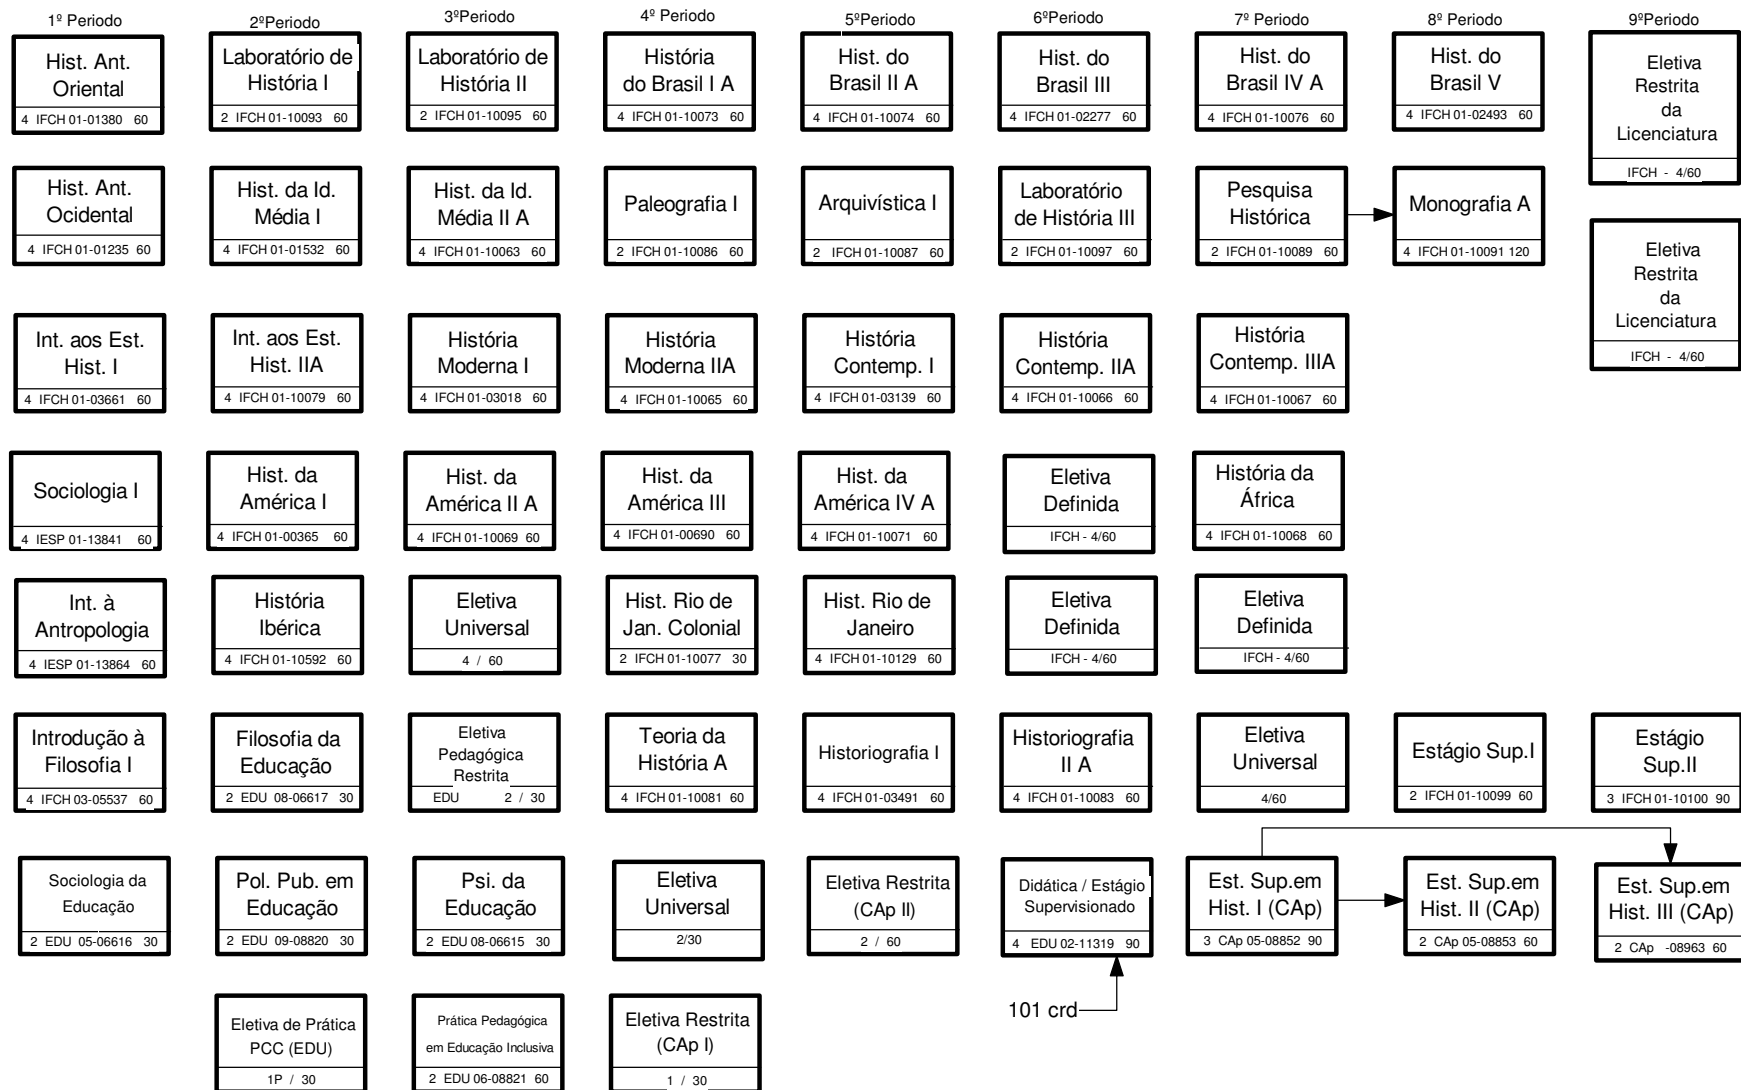 1º Periodo
2ºPeriodo
3ºPeriodo
4º Periodo
5ºPeriodo
6ºPeriodo
7º Periodo
8º Periodo
9ºPeriodo
Hist. Ant.
Oriental
4 IFCH 01-01380 60
Laboratório de
História I
2 IFCH 01-10093 60
Laboratório de
História II
2 IFCH 01-10095 60
História
do Brasil I A
4 IFCH 01-10073 60
Hist. do
Brasil II A
4 IFCH 01-10074 60
Hist. do
Brasil III
4 IFCH 01-02277 60
Hist. do
Brasil IV A
4 IFCH 01-10076 60
Hist. do
Brasil V
4 IFCH 01-02493 60
Eletiva
Restrita
da
Licenciatura
IFCH - 4/60
Hist. Ant.
Ocidental
4 IFCH 01-01235 60
Hist. da Id.
Média I
4 IFCH 01-01532 60
Hist. da Id.
Média II A
4 IFCH 01-10063 60
Paleografia I
2 IFCH 01-10086 60
Arquivística I
2 IFCH 01-10087 60
Laboratório
de História III
2 IFCH 01-10097 60
Pesquisa
Histórica
2 IFCH 01-10089 60
Monografia A
4 IFCH 01-10091 120
Eletiva
Restrita
da
Licenciatura
IFCH - 4/60
Int. aos Est.
Hist. I
4 IFCH 01-03661 60
Int. aos Est.
Hist. IIA
4 IFCH 01-10079 60
História
Moderna I
4 IFCH 01-03018 60
História
Moderna IIA
4 IFCH 01-10065 60
História
Contemp. I
4 IFCH 01-03139 60
História
Contemp. IIA
4 IFCH 01-10066 60
História
Contemp. IIIA
4 IFCH 01-10067 60
Sociologia I
4 IESP 01-13841 60
Hist. da
América I
4 IFCH 01-00365 60
Hist. da
América II A
4 IFCH 01-10069 60
Hist. da
América III
4 IFCH 01-00690 60
Hist. da
América IV A
4 IFCH 01-10071 60
Eletiva
Definida
IFCH - 4/60
História da
África
4 IFCH 01-10068 60
Int. à
Antropologia
4 IESP 01-13864 60
História
Ibérica
4 IFCH 01-10592 60
Eletiva
Universal
4 / 60
Hist. Rio de
Jan. Colonial
2 IFCH 01-10077 30
Hist. Rio de
Janeiro
4 IFCH 01-10129 60
Eletiva
Definida
IFCH - 4/60
Eletiva
Definida
IFCH - 4/60
Introdução à
Filosofia I
4 IFCH 03-05537 60
Filosofia da
Educação
2 EDU 08-06617 30
Eletiva
Pedagógica
Restrita
EDU 2 / 30
Teoria da
História A
4 IFCH 01-10081 60
Historiografia I
4 IFCH 01-03491 60
Historiografia
II A
4 IFCH 01-10083 60
Eletiva
Universal
4/60
Estágio Sup.I
2 IFCH 01-10099 60
Estágio
Sup.II
3 IFCH 01-10100 90
Sociologia da
Educação
2 EDU 05-06616 30
Pol. Pub. em
Educação
2 EDU 09-08820 30
Psi. da
Educação
2 EDU 08-06615 30
Eletiva
Universal
2/30
Eletiva Restrita
(CAp II)
2 / 60
Didática / Estágio
Supervisionado
4 EDU 02-11319 90
Est. Sup.em
Hist. I (CAp)
3 CAp 05-08852 90
Est. Sup.em
Hist. II (CAp)
2 CAp 05-08853 60
Est. Sup.em
Hist. III (CAp)
2 CAp -08963 60
101 crd
Eletiva de Prática
PCC (EDU)
1P / 30
Prática Pedagógica
em Educação Inclusiva
2 EDU 06-08821 60
Eletiva Restrita
(CAp I)
1 / 30